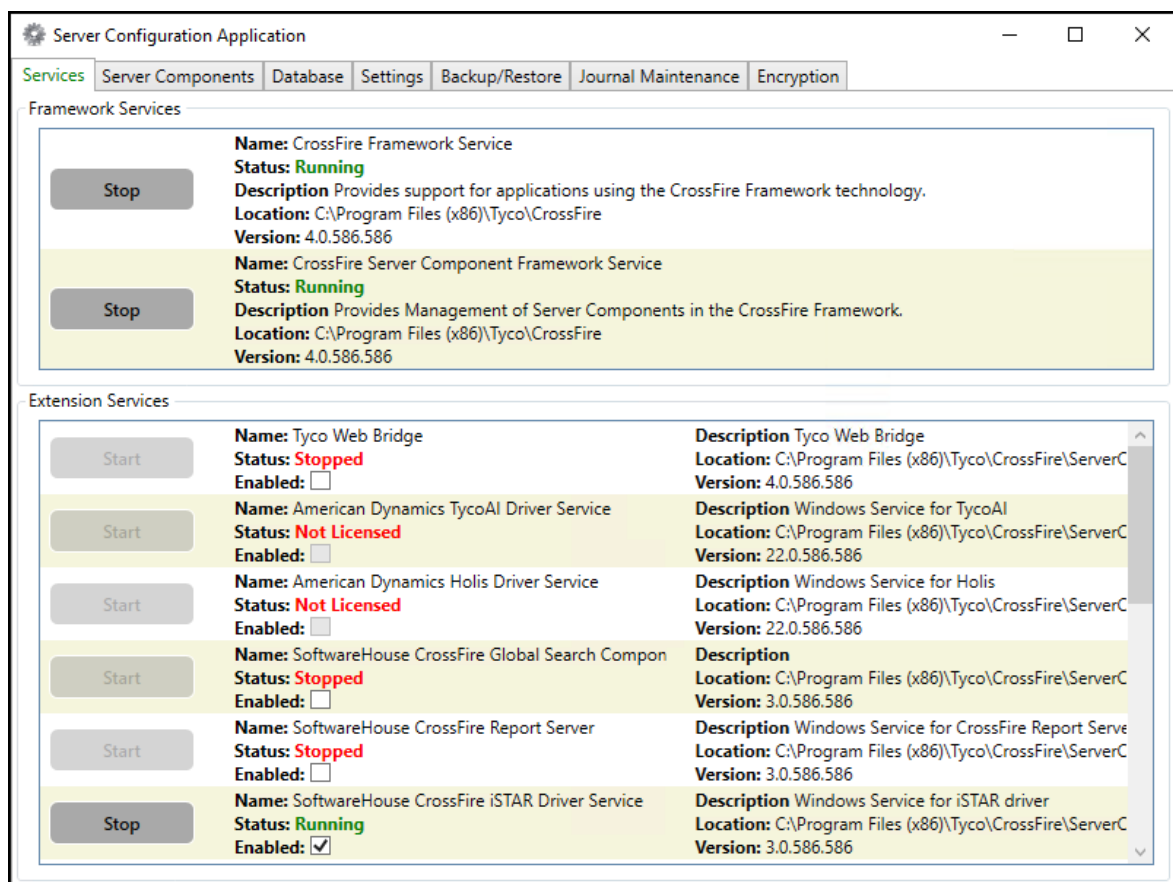 Server Configuration Application
Services Server Components Database Settings Backup/Restore Journal Maintenance Encryption
Framework Services
Stop
Name: CrossFire Framework Service
Status: Running
Description Provides support for applications using the CrossFire Framework technology.
Location: C:\Program Files (x86)\Tyco\CrossFire
Version: 4.0.586.586
Stop
Name: CrossFire Server Component Framework Service
Status: Running
Description Provides Management of Server Components in the CrossFire Framework.
Location: C:\Program Files (x86)\Tyco\CrossFire
Version: 4.0.586.586
Extension Services
Start
Name: Tyco Web Bridge
Status: Stopped
Enabled:
Description Tyco Web Bridge
Location: C:\Program Files (x86)\Tyco\CrossFire\ServerC
Version: 4.0.586.586
Start
Name: American Dynamics TycoAI Driver Service
Status: Not Licensed
Enabled:
Description Windows Service for TycoAI
Location: C:\Program Files (x86)\Tyco\CrossFire\ServerC
Version: 22.0.586.586
Start
Name: American Dynamics Holis Driver Service
Status: Not Licensed
Enabled:
Description Windows Service for Holis
Location: C:\Program Files (x86)\Tyco\CrossFire\ServerC
Version: 22.0.586.586
Start
Name: SoftwareHouse CrossFire Global Search Compon
Status: Stopped
Enabled:
Description
Location: C:\Program Files (x86)\Tyco\CrossFire\ServerC
Version: 3.0.586.586
Start
Name: SoftwareHouse CrossFire Report Server
Status: Stopped
Enabled:
Description Windows Service for CrossFire Report Serve
Location: C:\Program Files (x86)\Tyco\CrossFire\ServerC
Version: 3.0.586.586
Stop
Name: SoftwareHouse CrossFire iSTAR Driver Service
Status: Running
Enabled:
Description Windows Service for iSTAR driver
Location: C:\Program Files (x86)\Tyco\CrossFire\ServerC
Version: 3.0.586.586